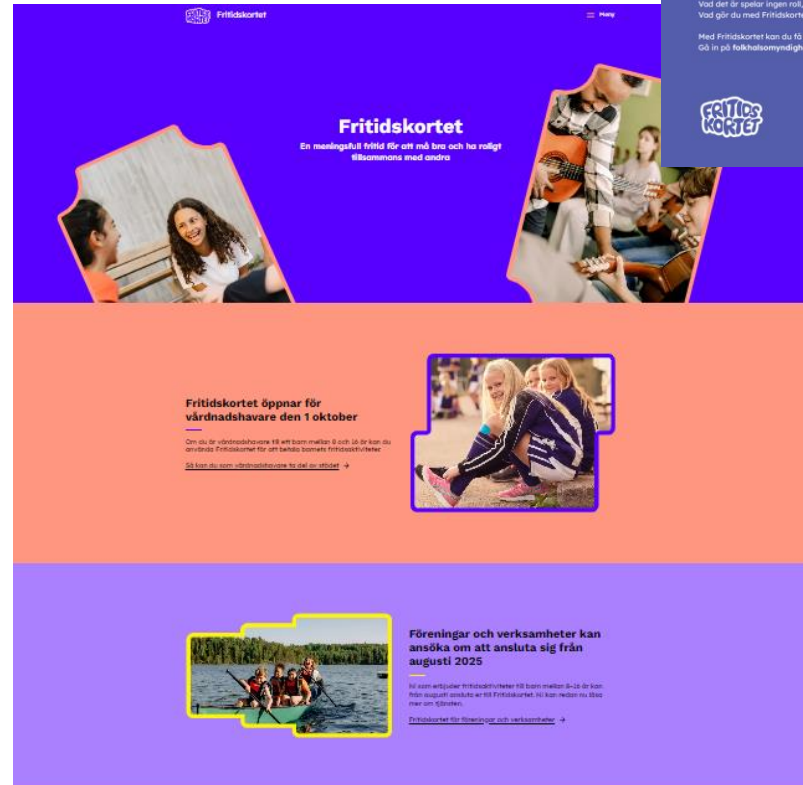 FRITIDS
KORTET
Fritidskortet
Meny
Fritidskortet
En meningsfull fritid för att må bra och ha roligt
tillsammans med andra
Vad det är spelar ingen roll,
Vad gör du med Fritidskorte
Med Fritidskortet kan du få
Gå in på folkhalsomyndigh
FRITIDS
KORTET
Fritidskortet öppnar för
vårdnadshavare den 1 oktober
Om du är vårdnadshavare till ett barn mellan 8 och 16 år kan du
använda Fritidskortet för att betala barnets fritidsaktiviteter
Så kan du som vårdnadshavare ta del av stödet →
Föreningar och verksamheter kan
ansöka om att ansluta sig från
augusti 2025
Ni som erbjuder fritidsaktiviteter till barn mellan 8–16 år kan
från augusti ansluta er till Fritidskortet. Ni kan redan nu läsa
mer om tjänsten.
Fritidskortet för föreningar och verksamheter →